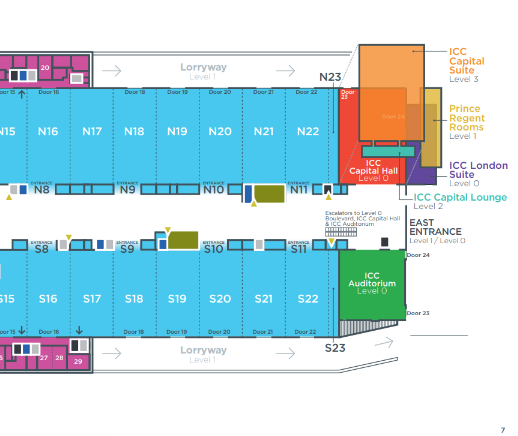 20
Lorryway
Level 1
N23
ICC
Capital
Suite
Level 3
Door 15
Door 16
Door 18
Door 19
Door 20
Door 21
Door 22
Door
23
Door 24
Prince
Regent
Rooms
Level 1
N15
N16
N17
N18
N19
N20
N21
N22
ICC
Capital Hall
Level 0
ICC London
Suite
Level 0
ENTRANCE
N8
ENTRANCE
N9
ENTRANCE
N10
ENTRANCE
N11
ICC Capital Lounge
Level 2
Escalators to Level 0
Boulevard, ICC Capital Hall
& ICC Auditorium
EAST
ENTRANCE
Level 1 / Level 0
ENTRANCE
S8
ENTRANCE
S9
ENTRANCE
S10
ENTRANCE
S11
Door 24
ICC
Auditorium
Level 0
S15
S16
S17
S18
S19
S20
S21
S22
Door 23
Door 15
Door 16
Door 18
Door 19
Door 20
Door 21
Door 22
S23
Lorryway
Level 1
27
28
29
7